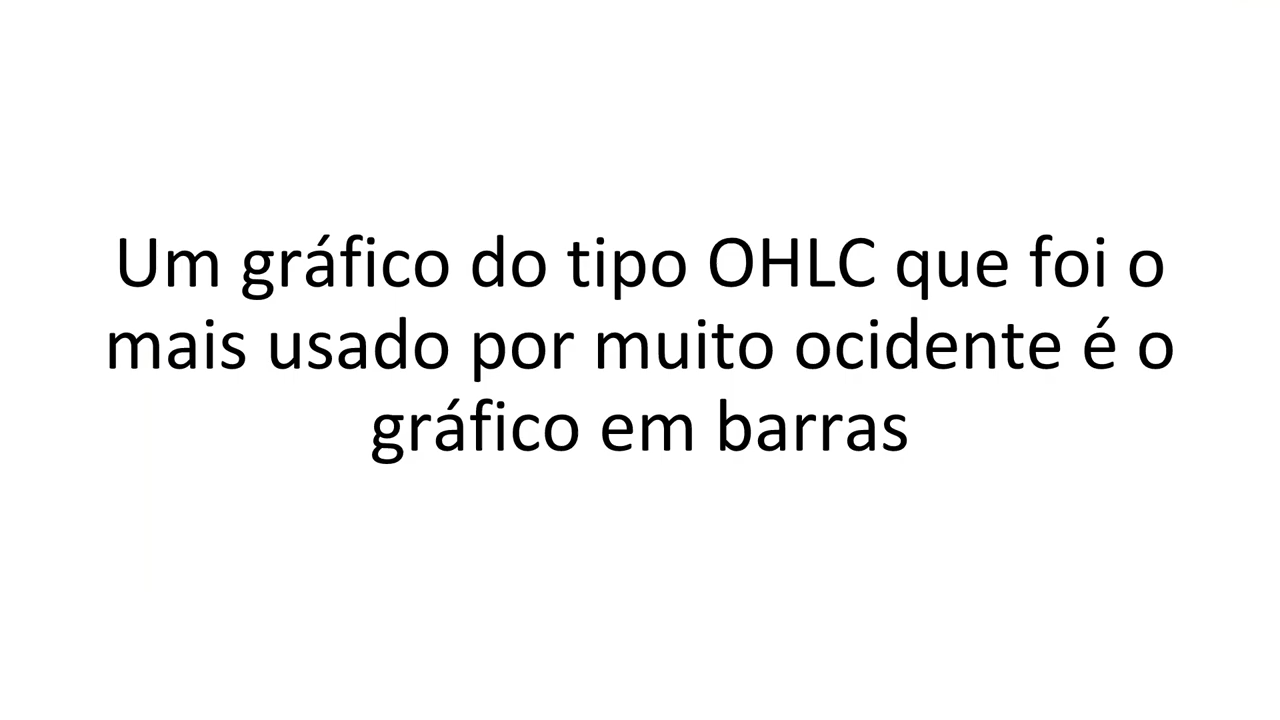 Um gráfico do tipo OHLC que foi o
mais usado por muito ocidente é o
gráfico em barras